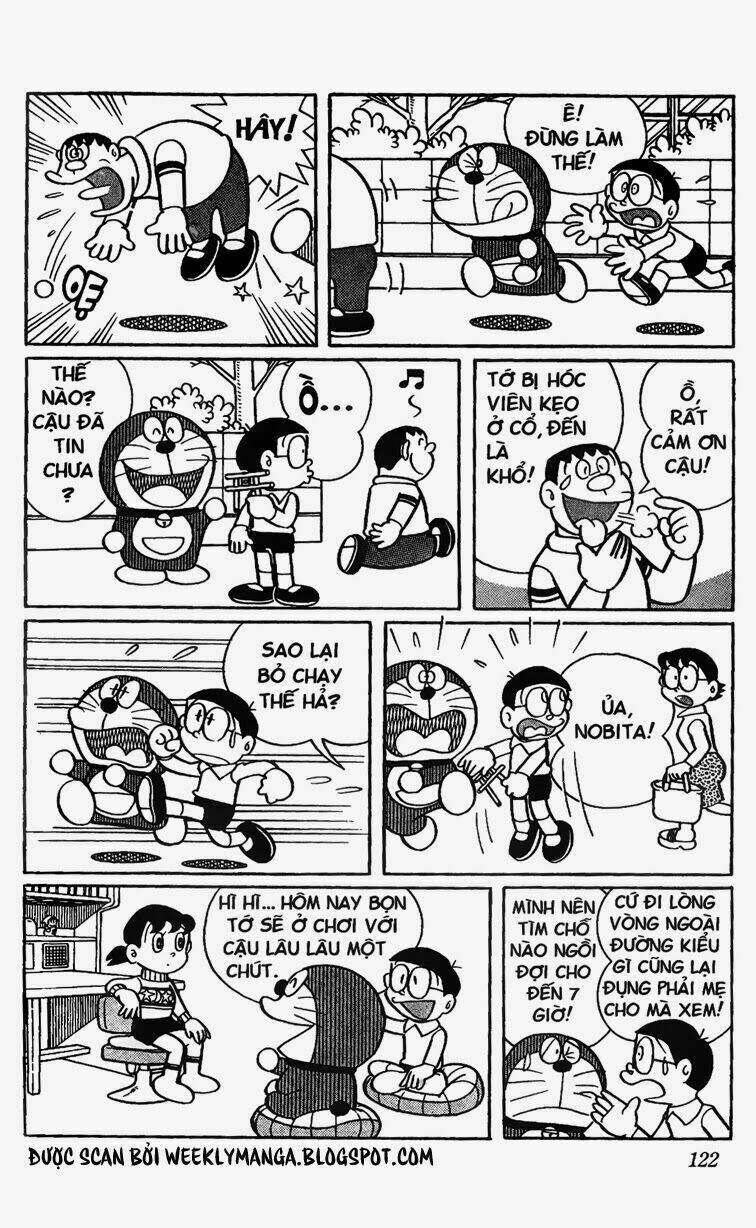 Ê!
ĐỪNG LÀM
THẾ!
HÂY!
ỌE
Ồ,
RẤT
CẢM ƠN
CẬU!
TỚ BỊ HÓC
VIÊN KẸO
Ở CỔ, ĐẾN
LÀ
KHỔ!
Ồ...
THẾ
NÀO?
CẬU ĐÃ
TIN
CHƯA
?
ỦA,
NOBITA!
SAO LẠI
BỎ CHẠY
THẾ HẢ?
CỨ ĐI LÒNG
VÒNG NGOÀI
ĐƯỜNG KIỂU
GÌ CŨNG LẠI
ĐỤNG PHẢI MẸ
CHO MÀ XEM!
MÌNH NÊN
TÌM CHỖ
NÀO NGỒI
ĐỢI CHO
ĐẾN 7
GIỜ!
HÌ HÌ... HÔM NAY BỌN
TỚ SẼ Ở CHƠI VỚI
CẬU LÂU LÂU MỘT
CHÚT.
ĐƯỢC SCAN BỞI WEEKLYMANGA.BLOGSPOT.COM
122